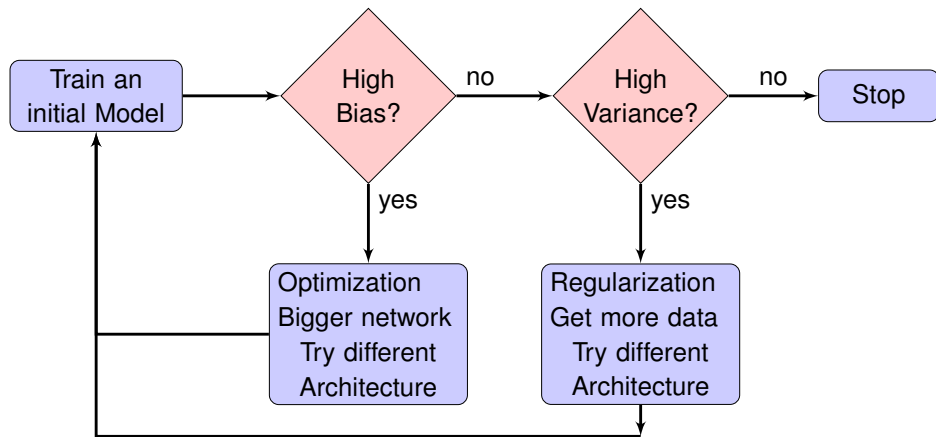 Train an
initial Model
High
Bias?
no
High
Variance?
no
Stop
yes
yes
Optimization
Bigger network
Try different
Architecture
Regularization
Get more data
Try different
Architecture